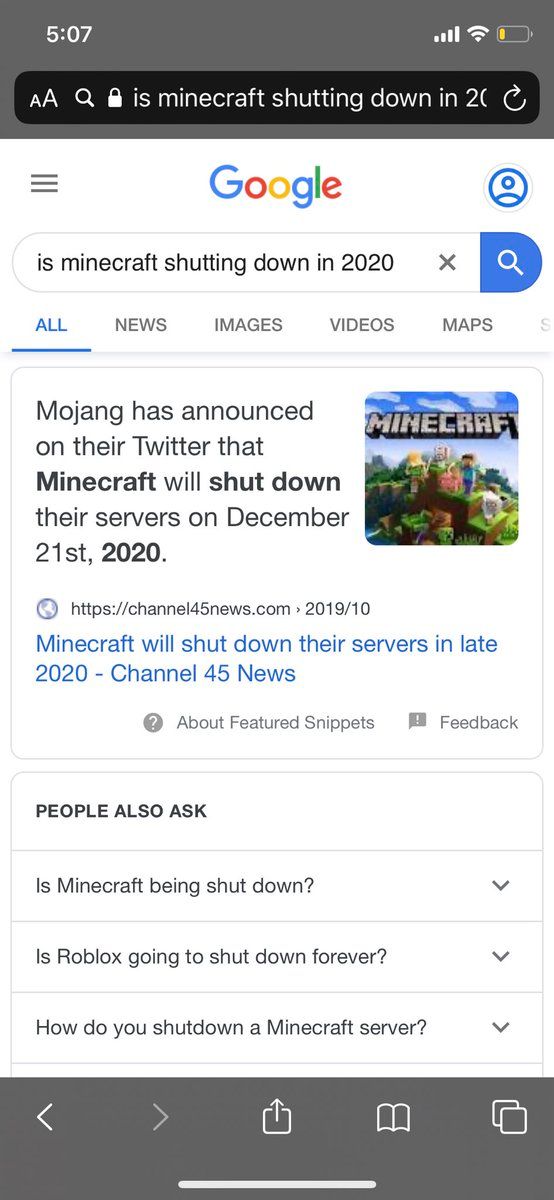 5:07
AA is minecraft shutting down in 2(
Google
is minecraft shutting down in 2020
ALL NEWS IMAGES VIDEOS MAPS S
Mojang has announced
on their Twitter that
Minecraft will shut down
their servers on December
21st, 2020.
MINECRAFT
https://channel45news.com › 2019/10
Minecraft will shut down their servers in late
2020 - Channel 45 News
About Featured Snippets Feedback
PEOPLE ALSO ASK
Is Minecraft being shut down?
Is Roblox going to shut down forever?
How do you shutdown a Minecraft server?